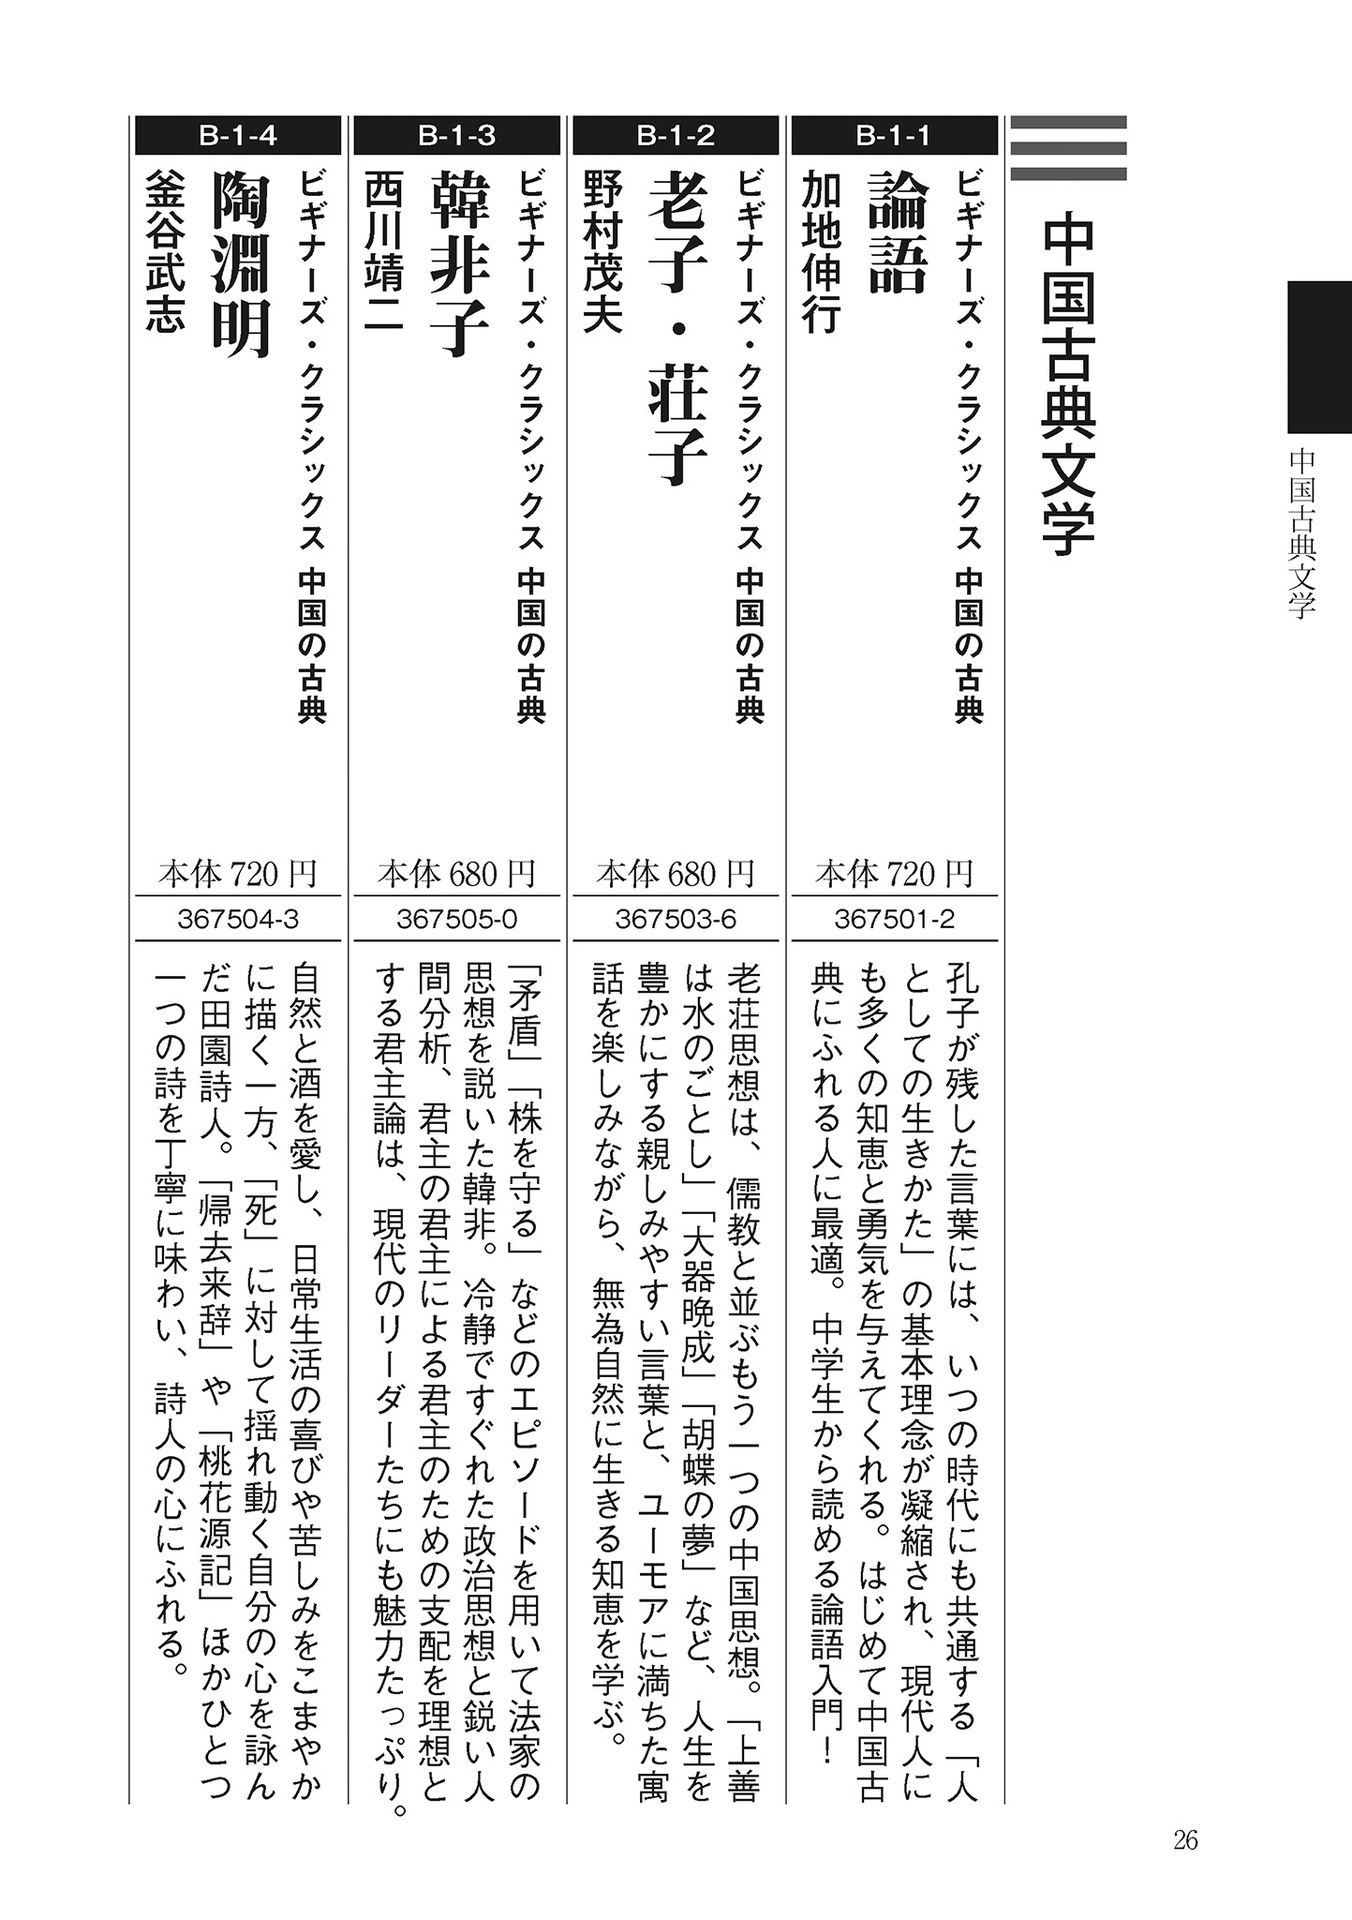 中国古典文学
中国古典文学
B-1-1
ビギナーズ・クラシックス 中国の古典
論語
加地伸行
本体720円
367501-2
孔子が残した言葉には、いつの時代にも共通する「人
としての生きかた」の基本理念が凝縮され、現代人に
も多くの知恵と勇気を与えてくれる。はじめて中国古
典にふれる人に最適。中学生から読める論語入門！
B-1-2
ビギナーズ・クラシックス 中国の古典
老子・荘子
野村茂夫
本体680円
367503-6
老荘思想は、儒教と並ぶもう一つの中国思想。「上善
は水のごとし」「大器晩成」「胡蝶の夢」など、人生を
豊かにする親しみやすい言葉と、ユーモアに満ちた寓
話を楽しみながら、無為自然に生きる知恵を学ぶ。
B-1-3
ビギナーズ・クラシックス 中国の古典
韓非子
西川靖二
本体680円
367505-0
「矛盾」「株を守る」などのエピソードを用いて法家の
思想を説いた韓非。冷静ですぐれた政治思想と鋭い人
間分析、君主の君主による君主のための支配を理想と
する君主論は、現代のリーダーたちにも魅力たっぷり。
B-1-4
ビギナーズ・クラシックス 中国の古典
陶淵明
釜谷武志
本体720円
367504-3
自然と酒を愛し、日常生活の喜びや苦しみをこまやか
に描く一方、「死」に対して揺れ動く自分の心を詠ん
だ田園詩人。「帰去来辞」や「桃花源記」ほかひとつ
一つの詩を丁寧に味わい、詩人の心にふれる。
26